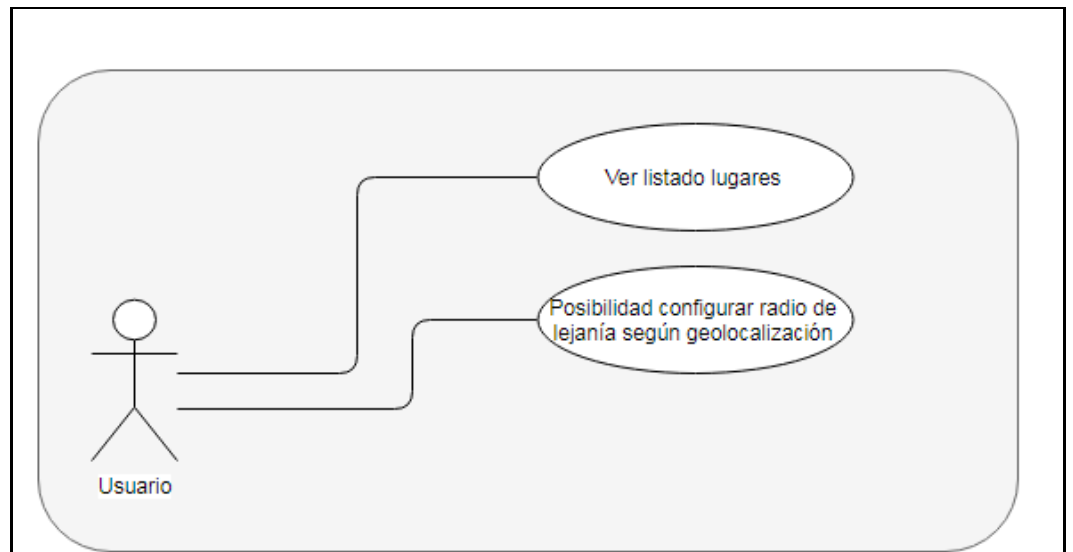 Ver listado lugares
Posibilidad configurar radio de
lejanía según geolocalización
Usuario